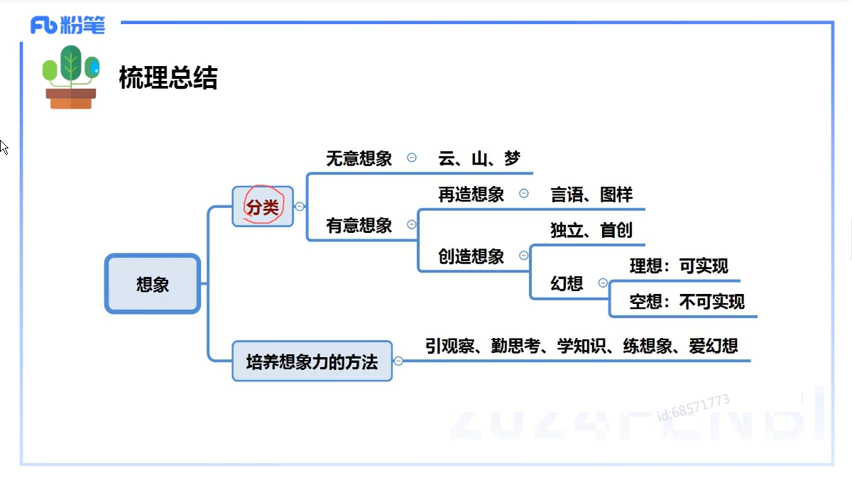 粉笔
梳理总结
无意想象
云、山、梦
再造想象
言语、图样
分类
有意想象
独立、首创
创造想象
理想：可实现
幻想
空想：不可实现
想象
引观察、勤思考、学知识、练想象、爱幻想
培养想象力的方法
id:68571773
2024FENBI